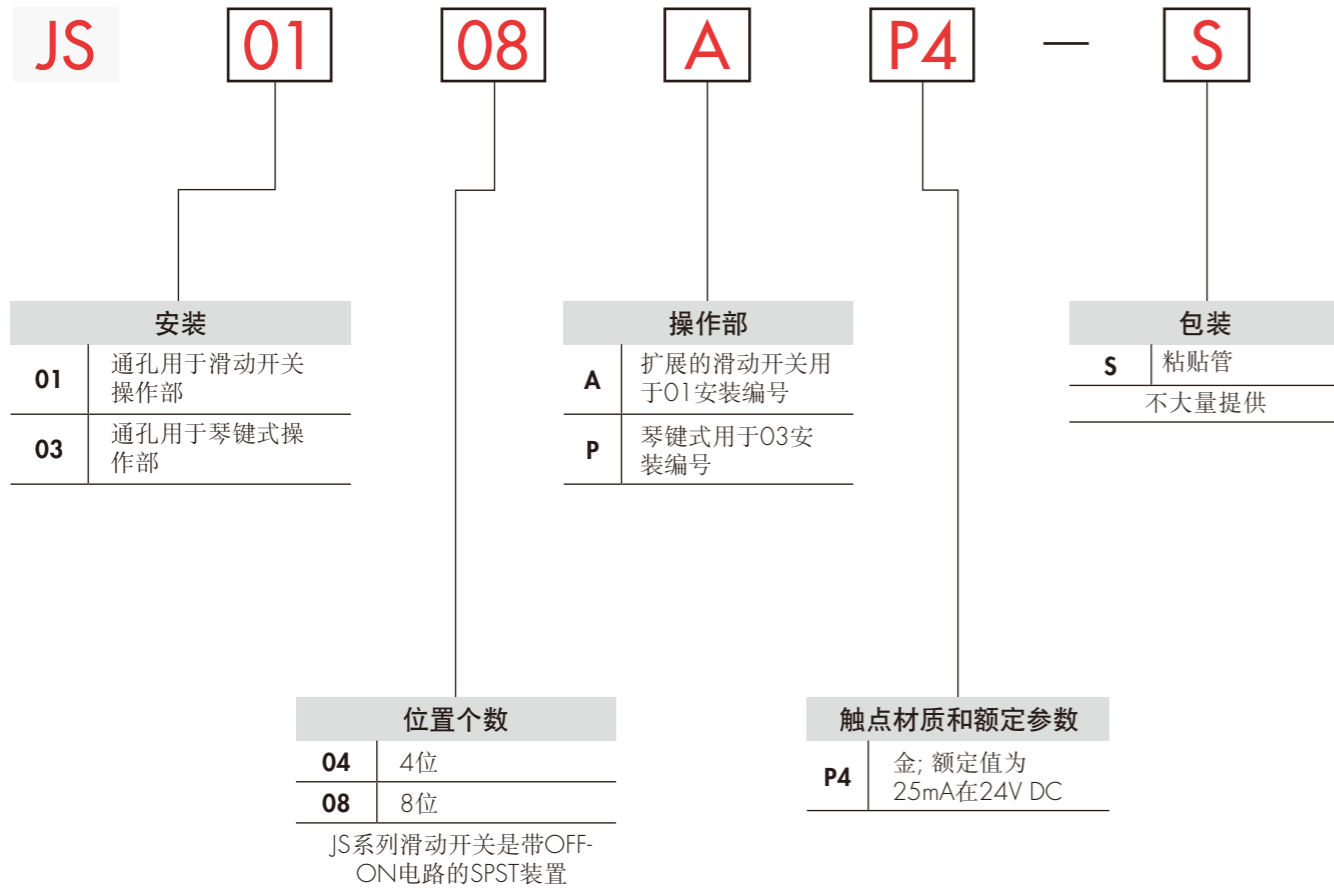 JS 01 08 A P4 — S
安装
01 通孔用于滑动开关
操作部
03 通孔用于琴键式操
作部
操作部
A 扩展的滑动开关用
于01安装编号
P 琴键式用于03安
装编号
包装
S 粘贴管
不大量提供
位置个数
04 4位
08 8位
JS系列滑动开关是带OFF-
ON电路的SPST装置
触点材质和额定参数
P4 金; 额定值为
25mA在24V DC